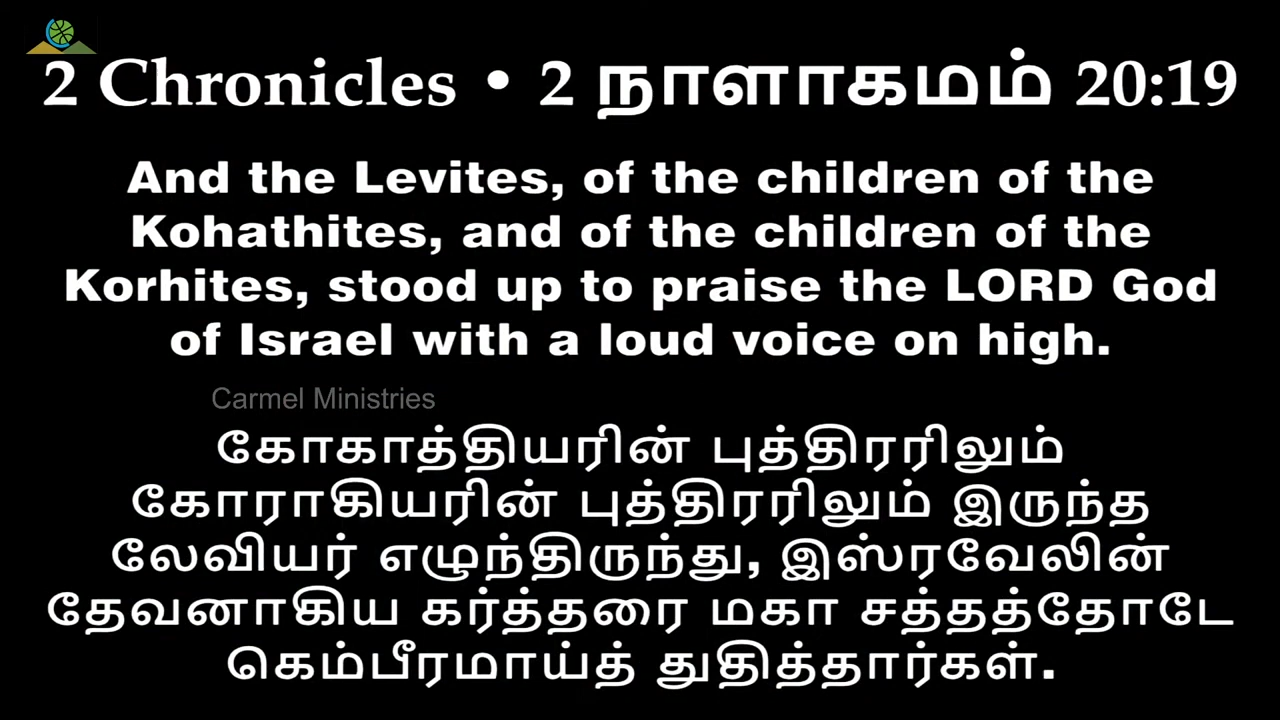 2 Chronicles • 2 நாளாகமம் 20:19
And the Levites, of the children of the
Kohathites, and of the children of the
Korhites, stood up to praise the LORD God
of Israel with a loud voice on high.
Carmel Ministries
கோகாத்தியரின் புத்திரரிலும்
கோராகியரின் புத்திரரிலும் இருந்த
லேவியர் எழுந்திருந்து, இஸ்ரவேலின்
தேவனாகிய கர்த்தரை மகா சத்தத்தோடே
கெம்பீரமாய்த் துதித்தார்கள்.